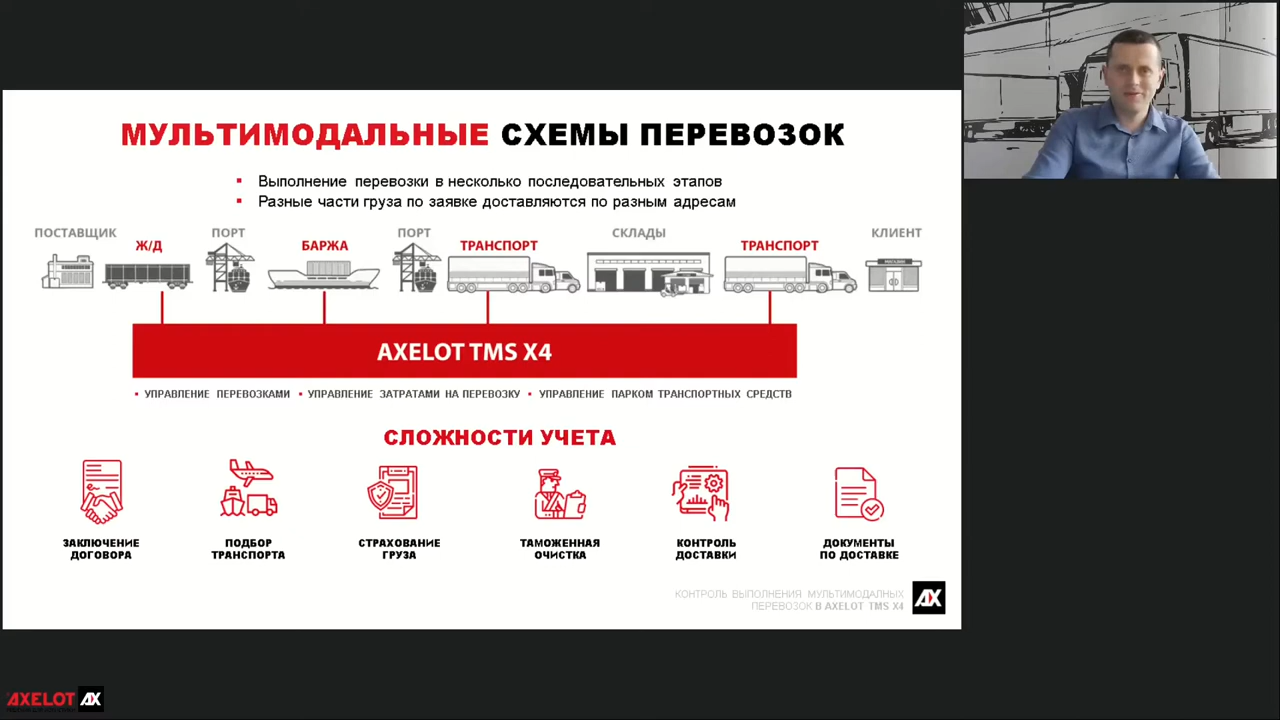 МУЛЬТИМОДАЛЬНЫЕ СХЕМЫ ПЕРЕВОЗОК
Выполнение перевозки в несколько последовательных этапов
Разные части груза по заявке доставляются по разным адресам
ПОСТАВЩИК Ж/Д ПОРТ БАРЖА ПОРТ ТРАНСПОРТ СКЛАДЫ ТРАНСПОРТ КЛИЕНТ
МАГАЗИН
AXELOT TMS X4
УПРАВЛЕНИЕ ПЕРЕВОЗКАМИ УПРАВЛЕНИЕ ЗАТРАТАМИ НА ПЕРЕВОЗКУ УПРАВЛЕНИЕ ПАРКОМ ТРАНСПОРТНЫХ СРЕДСТВ
СЛОЖНОСТИ УЧЕТА
ЗАКЛЮЧЕНИЕ
ДОГОВОРА
ПОДБОР
ТРАНСПОРТА
СТРАХОВАНИЕ
ГРУЗА
ТАМОЖЕННАЯ
ОЧИСТКА
КОНТРОЛЬ
ДОСТАВКИ
ДОКУМЕНТЫ
ПО ДОСТАВКЕ
КОНТРОЛЬ ВЫПОЛНЕНИЯ МУЛЬТИМОДАЛНЫХ
ПЕРЕВОЗОК В AXELOT TMS X4
AX
AXELOT AX